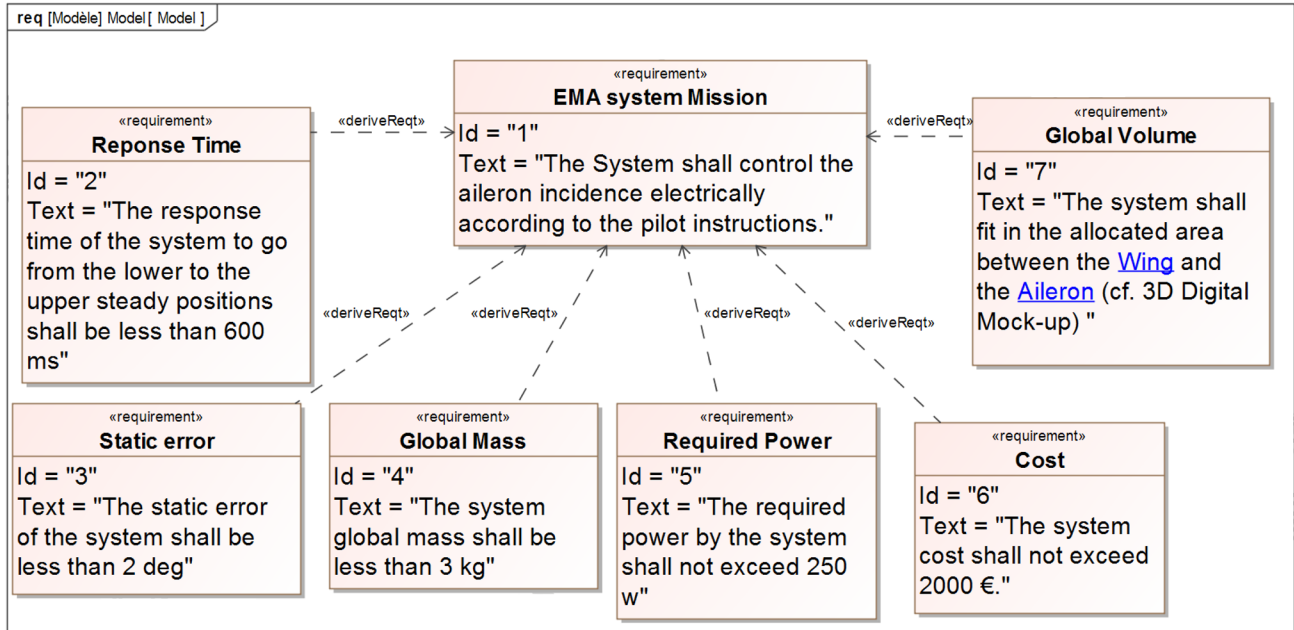 req [Modèle] Model [ Model ]
«requirement»
EMA system Mission
Id = "1"
Text = "The System shall control the
aileron incidence electrically
according to the pilot instructions."
«requirement»
Reponse Time
Id = "2"
Text = "The response
time of the system to go
from the lower to the
upper steady positions
shall be less than 600
ms"
«deriveReqt»
«deriveReqt»
«requirement»
Global Volume
Id = "7"
Text = "The system shall
fit in the allocated area
between the Wing and
the Aileron (cf. 3D Digital
Mock-up) "
«deriveReqt»
«deriveReqt»
«deriveReqt»
«deriveReqt»
«requirement»
Static error
Id = "3"
Text = "The static error
of the system shall be
less than 2 deg"
«requirement»
Global Mass
Id = "4"
Text = "The system
global mass shall be
less than 3 kg"
«requirement»
Required Power
Id = "5"
Text = "The required
power by the system
shall not exceed 250
w"
«requirement»
Cost
Id = "6"
Text = "The system
cost shall not exceed
2000 €."